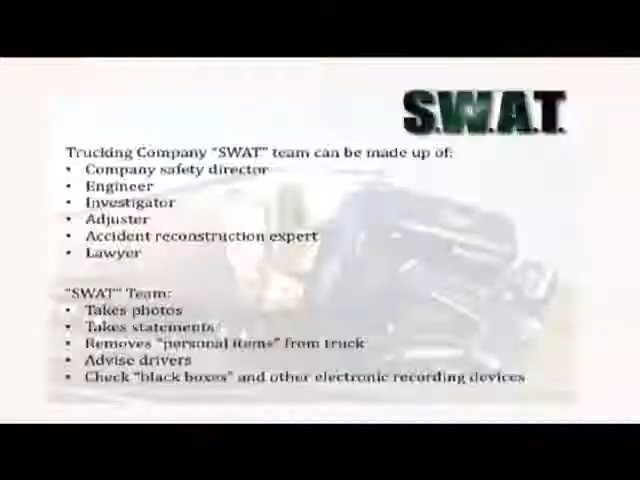 S.W.A.T.
Trucking Company "SWAT" team can be made up of:
• Company safety director
• Engineer
• Investigator
• Adjuster
• Accident reconstruction expert
• Lawyer
"SWAT" Team:
• Takes photos
• Takes statements
• Removes "personal items" from truck
• Advise drivers
• Check "black boxes" and other electronic recording devices